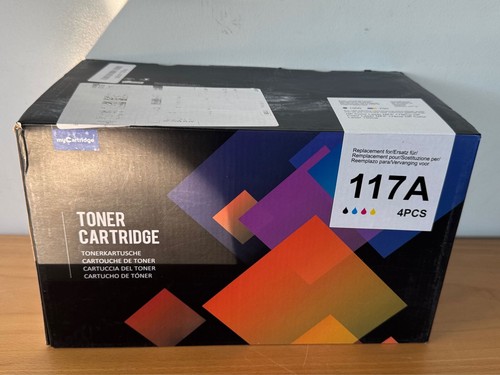 myCartridge
TONER
CARTRIDGE
TONERKARTUSCHE
CARTOUCHE DE TONER
CARTUCCIA DEL TONER
CARTUCHO DE TÓNER
Replacement for/Ersatz für/
Remplacement pour/Sostituzione per/
Reemplazo para/Vervanging voor
117A
4PCS